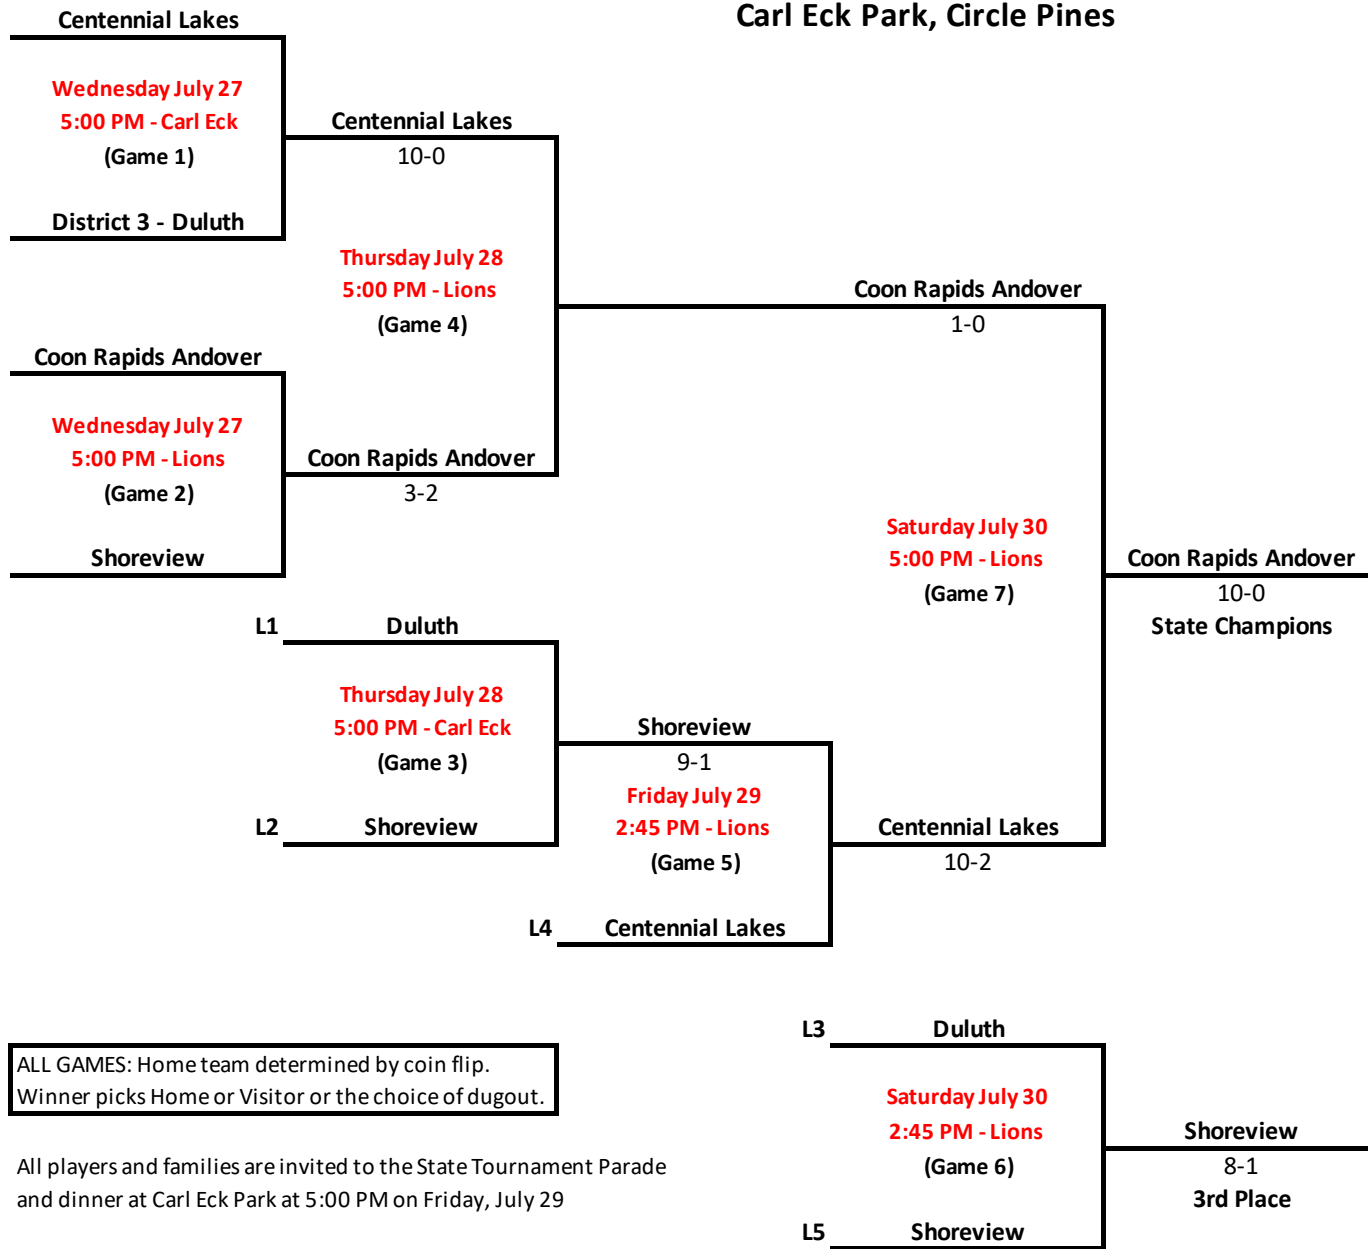 Carl Eck Park, Circle Pines
Centennial Lakes
Wednesday July 27
5:00 PM - Carl Eck
(Game 1)
District 3 - Duluth
Centennial Lakes
10-0
Thursday July 28
5:00 PM - Lions
(Game 4)
Coon Rapids Andover
1-0
Coon Rapids Andover
Wednesday July 27
5:00 PM - Lions
(Game 2)
Shoreview
Coon Rapids Andover
3-2
Saturday July 30
5:00 PM - Lions
(Game 7)
Coon Rapids Andover
10-0
State Champions
L1 Duluth
Thursday July 28
5:00 PM - Carl Eck
(Game 3)
L2 Shoreview
Shoreview
9-1
Friday July 29
2:45 PM - Lions
(Game 5)
L4 Centennial Lakes
Centennial Lakes
10-2
L3 Duluth
Saturday July 30
2:45 PM - Lions
(Game 6)
L5 Shoreview
Shoreview
8-1
3rd Place
ALL GAMES: Home team determined by coin flip.
Winner picks Home or Visitor or the choice of dugout.
All players and families are invited to the State Tournament Parade
and dinner at Carl Eck Park at 5:00 PM on Friday, July 29